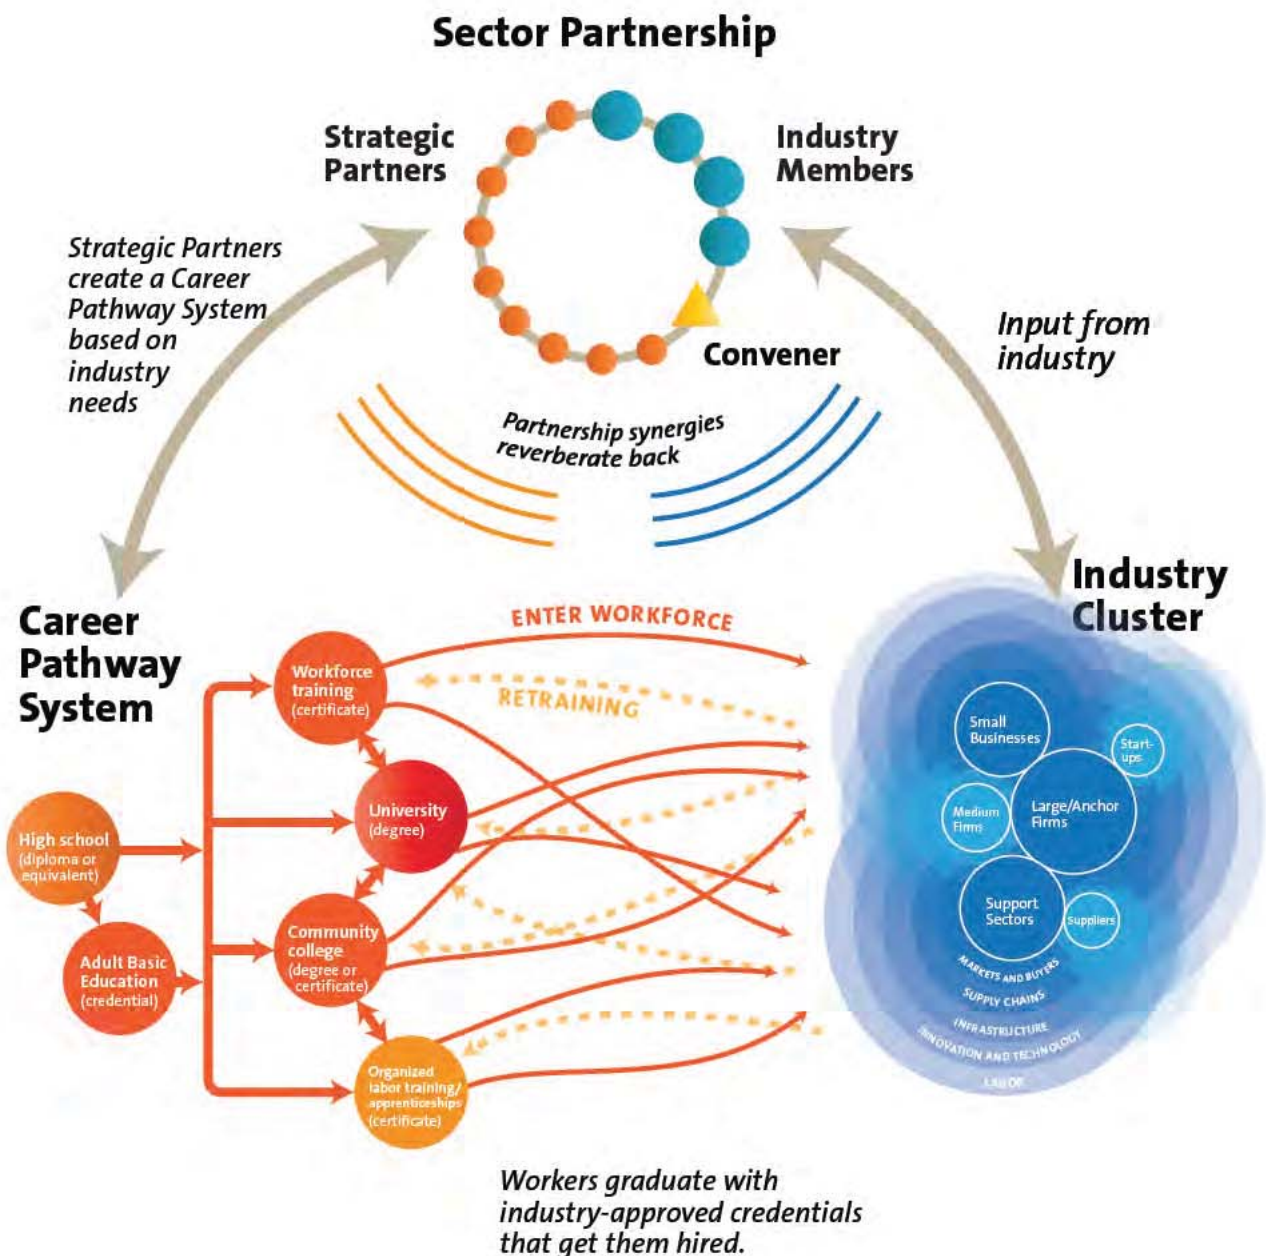 Sector Partnership
Strategic
Partners
Industry
Members
Convener
Strategic Partners
create a Career
Pathway System
based on
industry
needs
Input from
industry
Partnership synergies
reverberate back
Career
Pathway
System
Industry
Cluster
ENTER WORKFORCE
RETRAINING
Workforce
training
(certificate)
University
(degree)
High school
(diploma or
equivalent)
Adult Basic
Education
(credential)
Community
college
(degree or
certificate)
Organized
labor training/
apprenticeships
(certificate)
Small
Businesses
Start-
ups
Medium
Firms
Large/Anchor
Firms
Support
Sectors
Suppliers
MARKETS AND BUYERS
SUPPLY CHAINS
INFRASTRUCTURE
INNOVATION AND TECHNOLOGY
LABOR
Workers graduate with
industry-approved credentials
that get them hired.